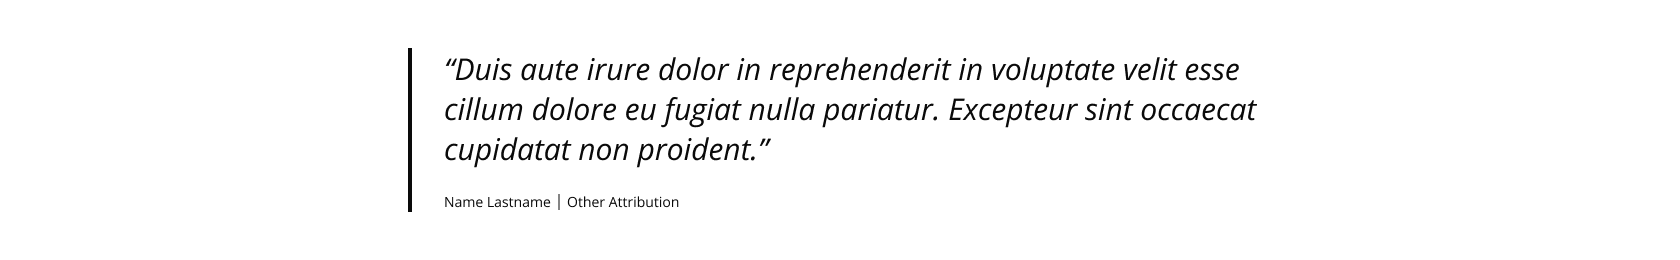 “Duis aute irure dolor in reprehenderit in voluptate velit esse
cillum dolore eu fugiat nulla pariatur. Excepteur sint occaecat
cupidatat non proident.”
Name Lastname | Other Attribution